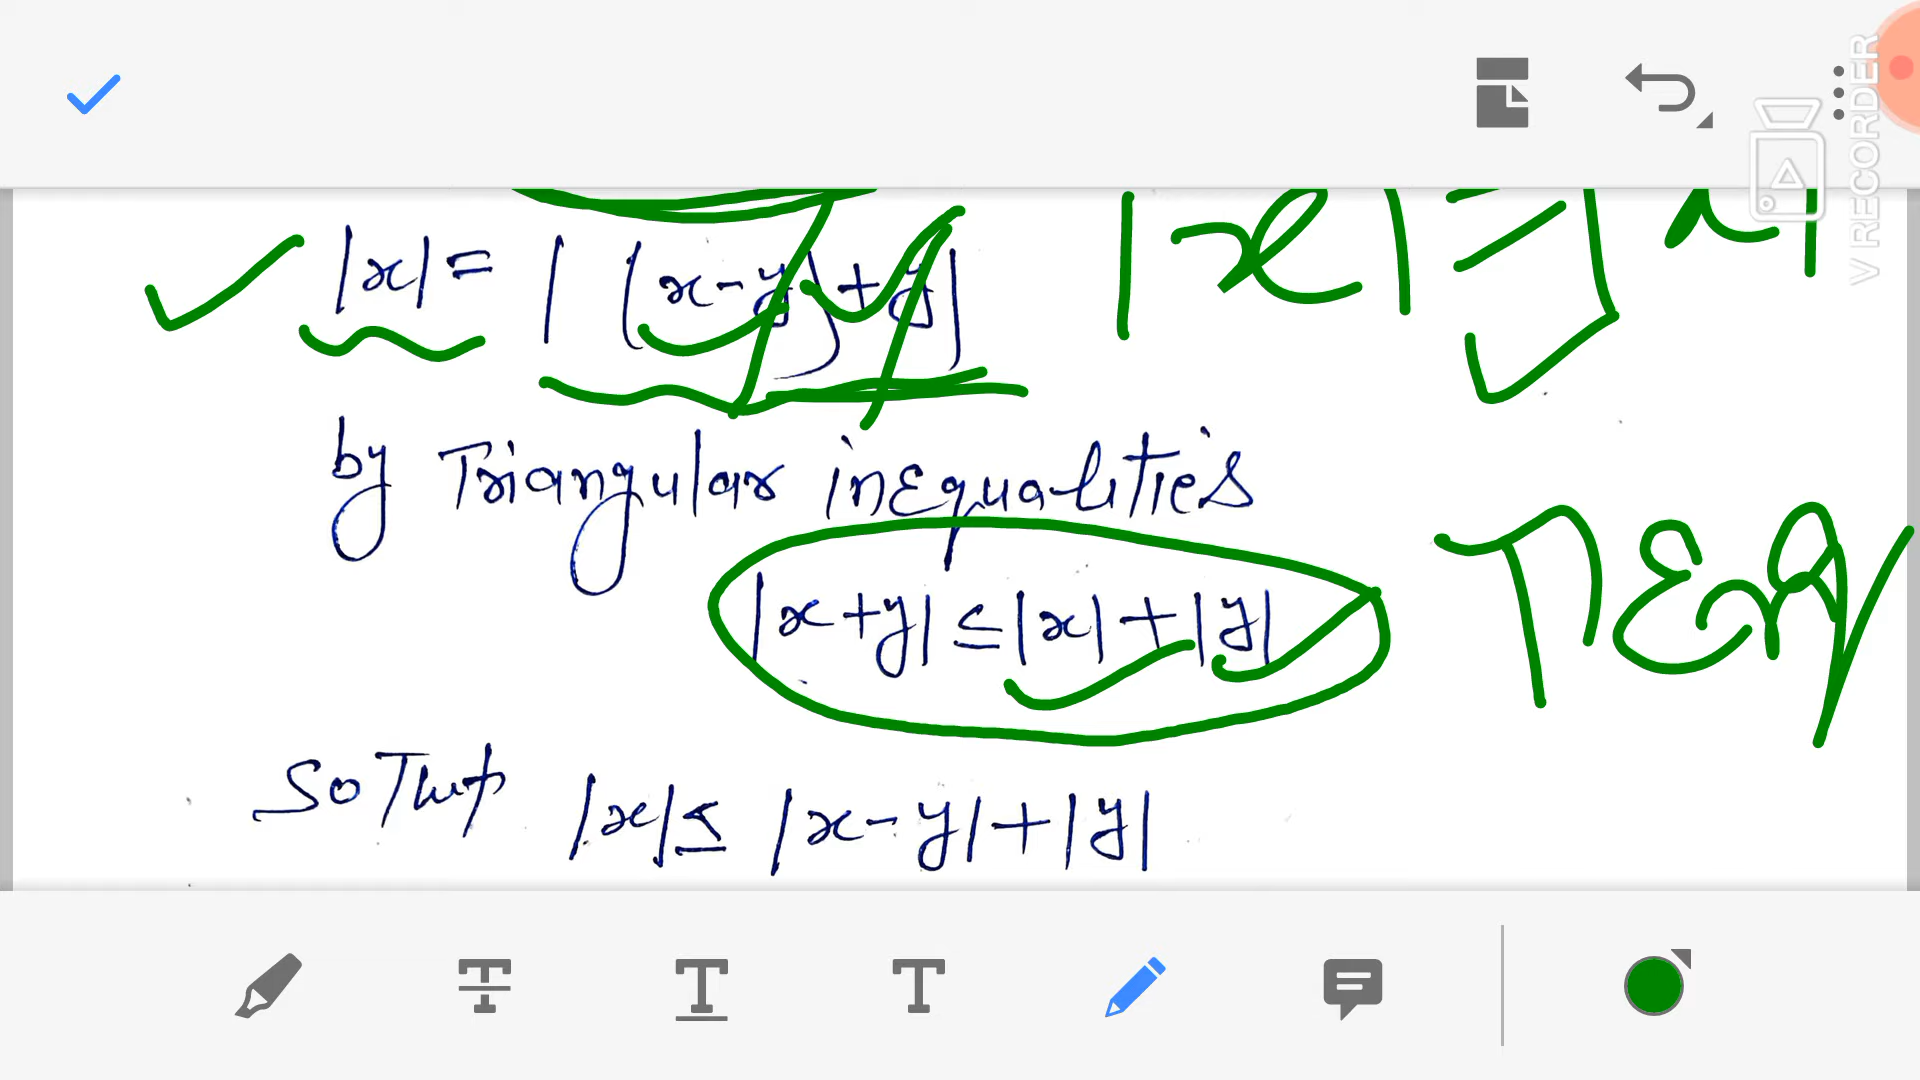 |x| = |(x-y)+y|
|x| =
by Triangular inequalities
|x+y| ≤ |x|+|y|
So That |x| ≤ |x-y|+|y|
V RECORDER